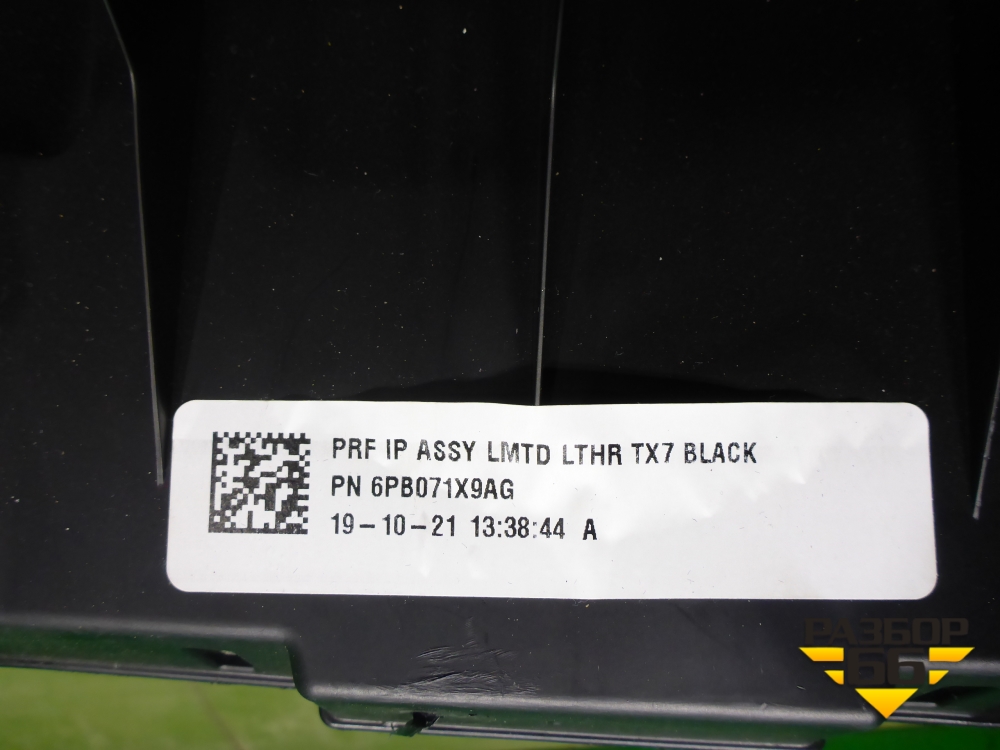 PRF IP ASSY LMTD LTHR TX7 BLACK
PN 6PB071X9AG
19-10-21 13:38:44 A
РАЗБОР
66